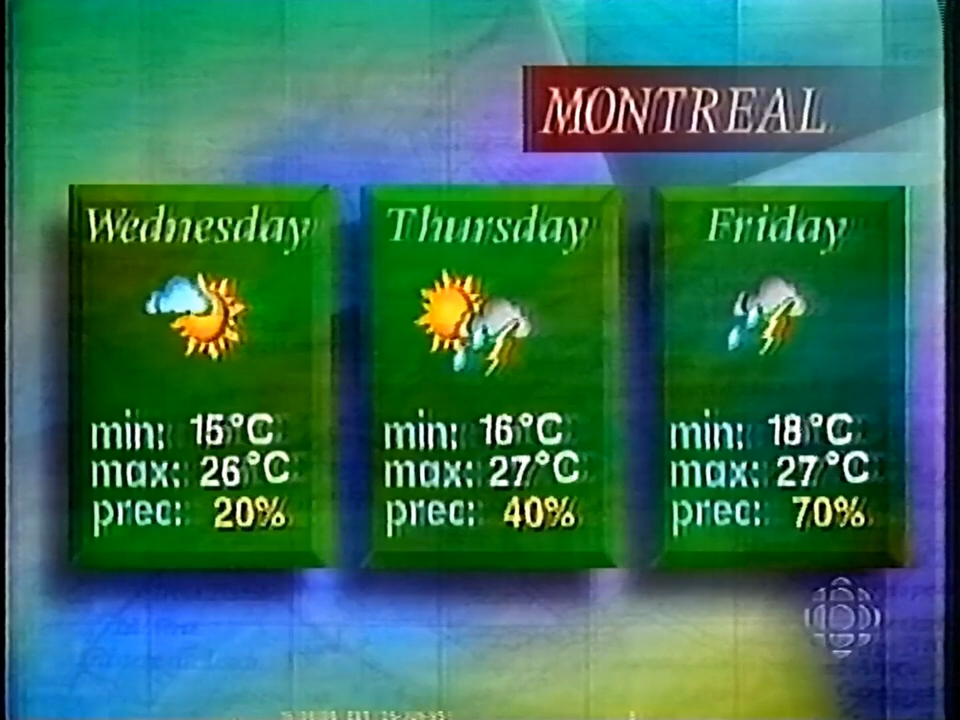 MONTREAL
Wednesday
min: 15°C
max: 26°C
prec: 20%
Thursday
min: 16°C
max: 27°C
prec: 40%
Friday
min: 18°C
max: 27°C
prec: 70%